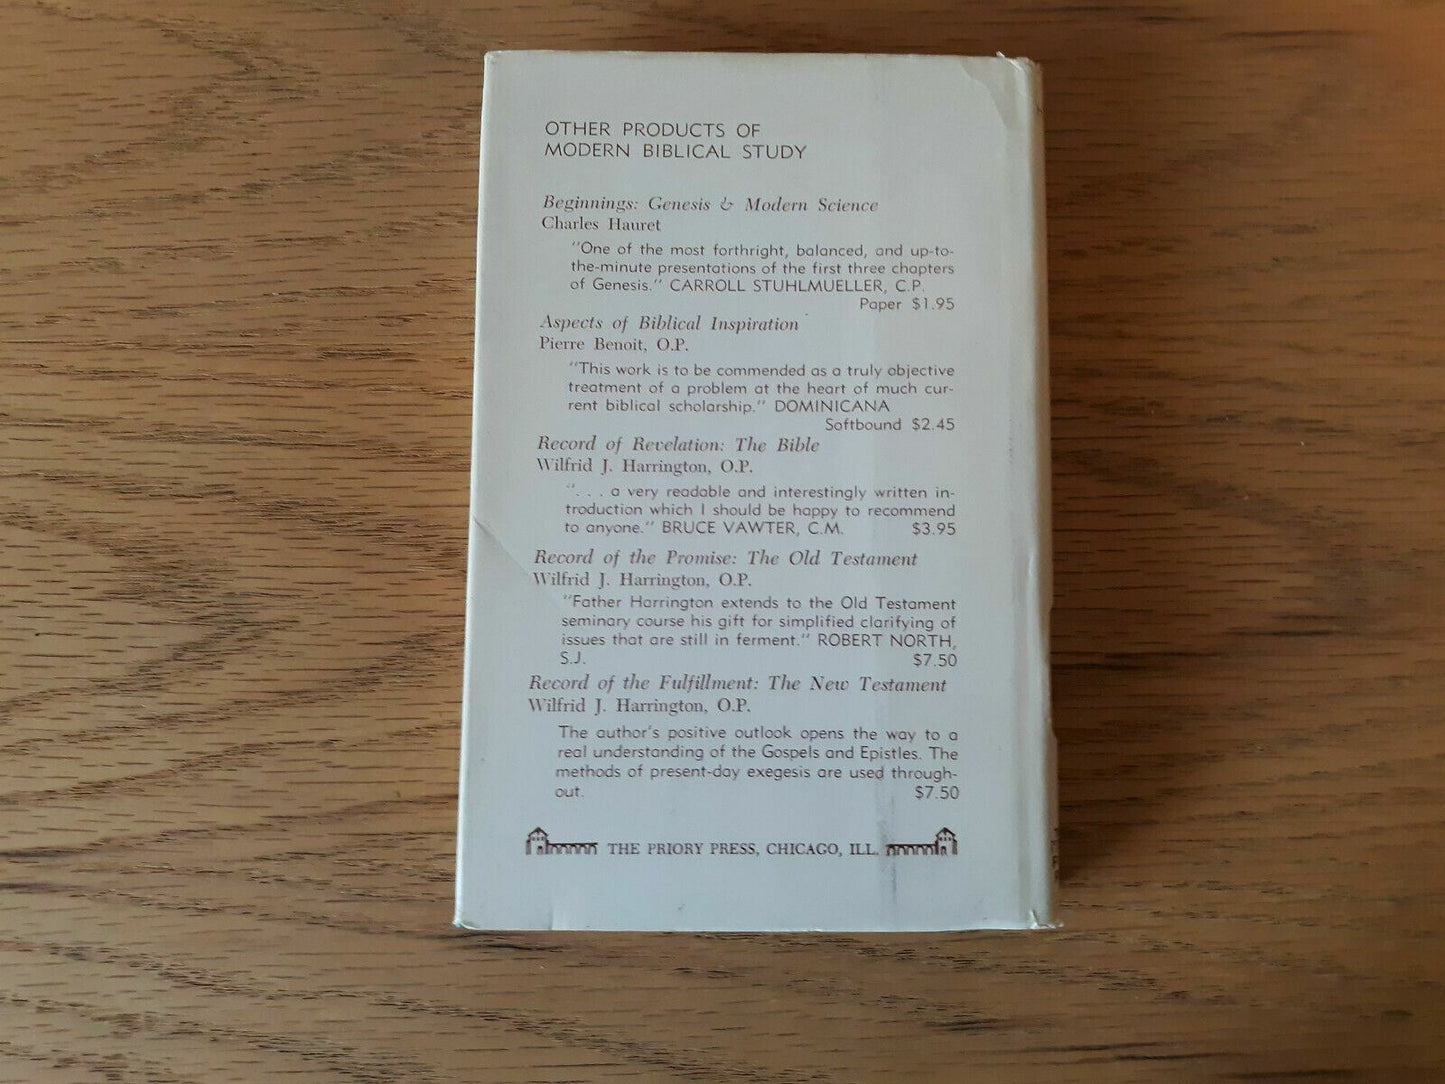 OTHER PRODUCTS OF
MODERN BIBLICAL STUDY
Beginnings: Genesis & Modern Science
Charles Hauret
"One of the most forthright, balanced, and up-to-
the-minute presentations of the first three chapters
of Genesis." CARROLL STUHLMUELLER, C.P.
Paper $1.95
Aspects of Biblical Inspiration
Pierre Benoit, O.P.
"This work is to be commended as a truly objective
treatment of a problem at the heart of much cur-
rent biblical scholarship." DOMINICANA
Softbound $2.45
Record of Revelation: The Bible
Wilfrid J. Harrington, O.P.
". . . a very readable and interestingly written in-
troduction which I should be happy to recommend
to anyone." BRUCE VAWTER, C.M. $3.95
Record of the Promise: The Old Testament
Wilfrid J. Harrington, O.P.
"Father Harrington extends to the Old Testament
seminary course his gift for simplified clarifying of
issues that are still in ferment." ROBERT NORTH,
S.J. $7.50
Record of the Fulfillment: The New Testament
Wilfrid J. Harrington, O.P.
The author's positive outlook opens the way to a
real understanding of the Gospels and Epistles. The
methods of present-day exegesis are used through-
out. $7.50
THE PRIORY PRESS, CHICAGO, ILL.